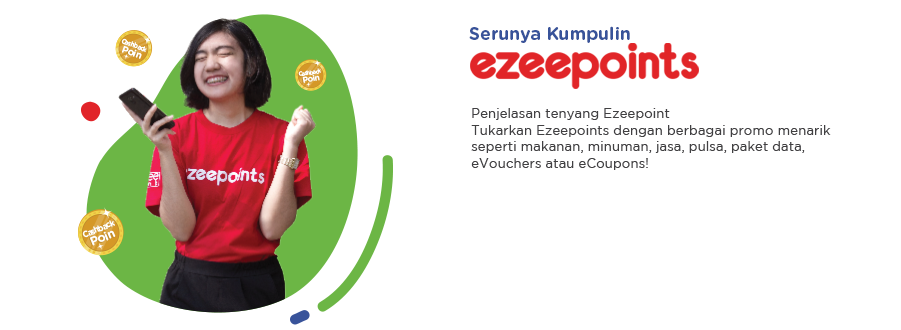 Serunya Kumpulin
ezeepoints
Penjelasan tenyang Ezeepoint
Tukarkan Ezeepoints dengan berbagai promo menarik
seperti makanan, minuman, jasa, pulsa, paket data,
eVouchers atau eCoupons!
Cashback
Poin
Cashback
Poin
ezeepoints
Cashback
Poin